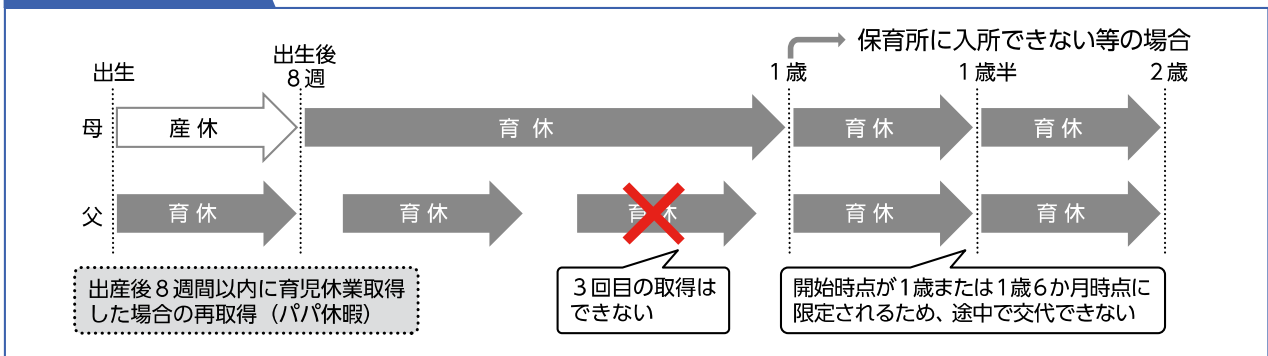 保育所に入所できない等の場合
出生
出生後
8週
1歳
1歳半
2歳
母
産休
育休
育休
育休
父
育休
育休
育休
育休
育休
出産後8週間以内に育児休業取得
した場合の再取得（パパ休暇）
3回目の取得は
できない
開始時点が1歳または1歳6か月時点に
限定されるため、途中で交代できない